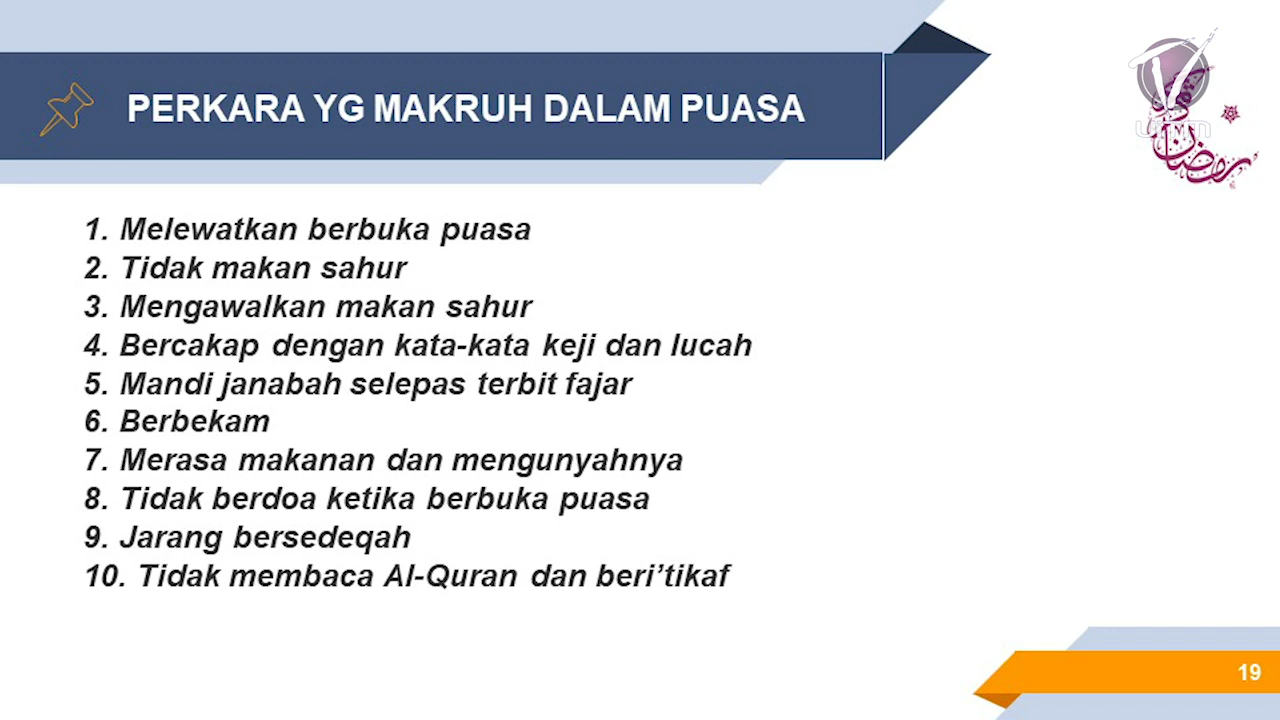 PERKARA YG MAKRUH DALAM PUASA
1. Melewatkan berbuka puasa
2. Tidak makan sahur
3. Mengawalkan makan sahur
4. Bercakap dengan kata-kata keji dan lucah
5. Mandi janabah selepas terbit fajar
6. Berbekam
7. Merasa makanan dan mengunyahnya
8. Tidak berdoa ketika berbuka puasa
9. Jarang bersedeqah
10. Tidak membaca Al-Quran dan beri’tikaf
19